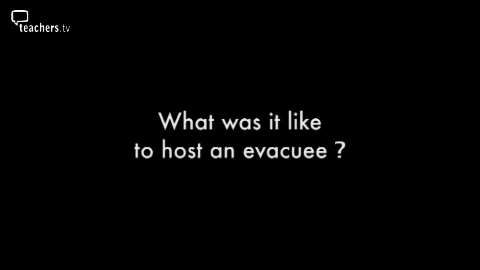 teachers.tv
What was it like
to host an evacuee ?